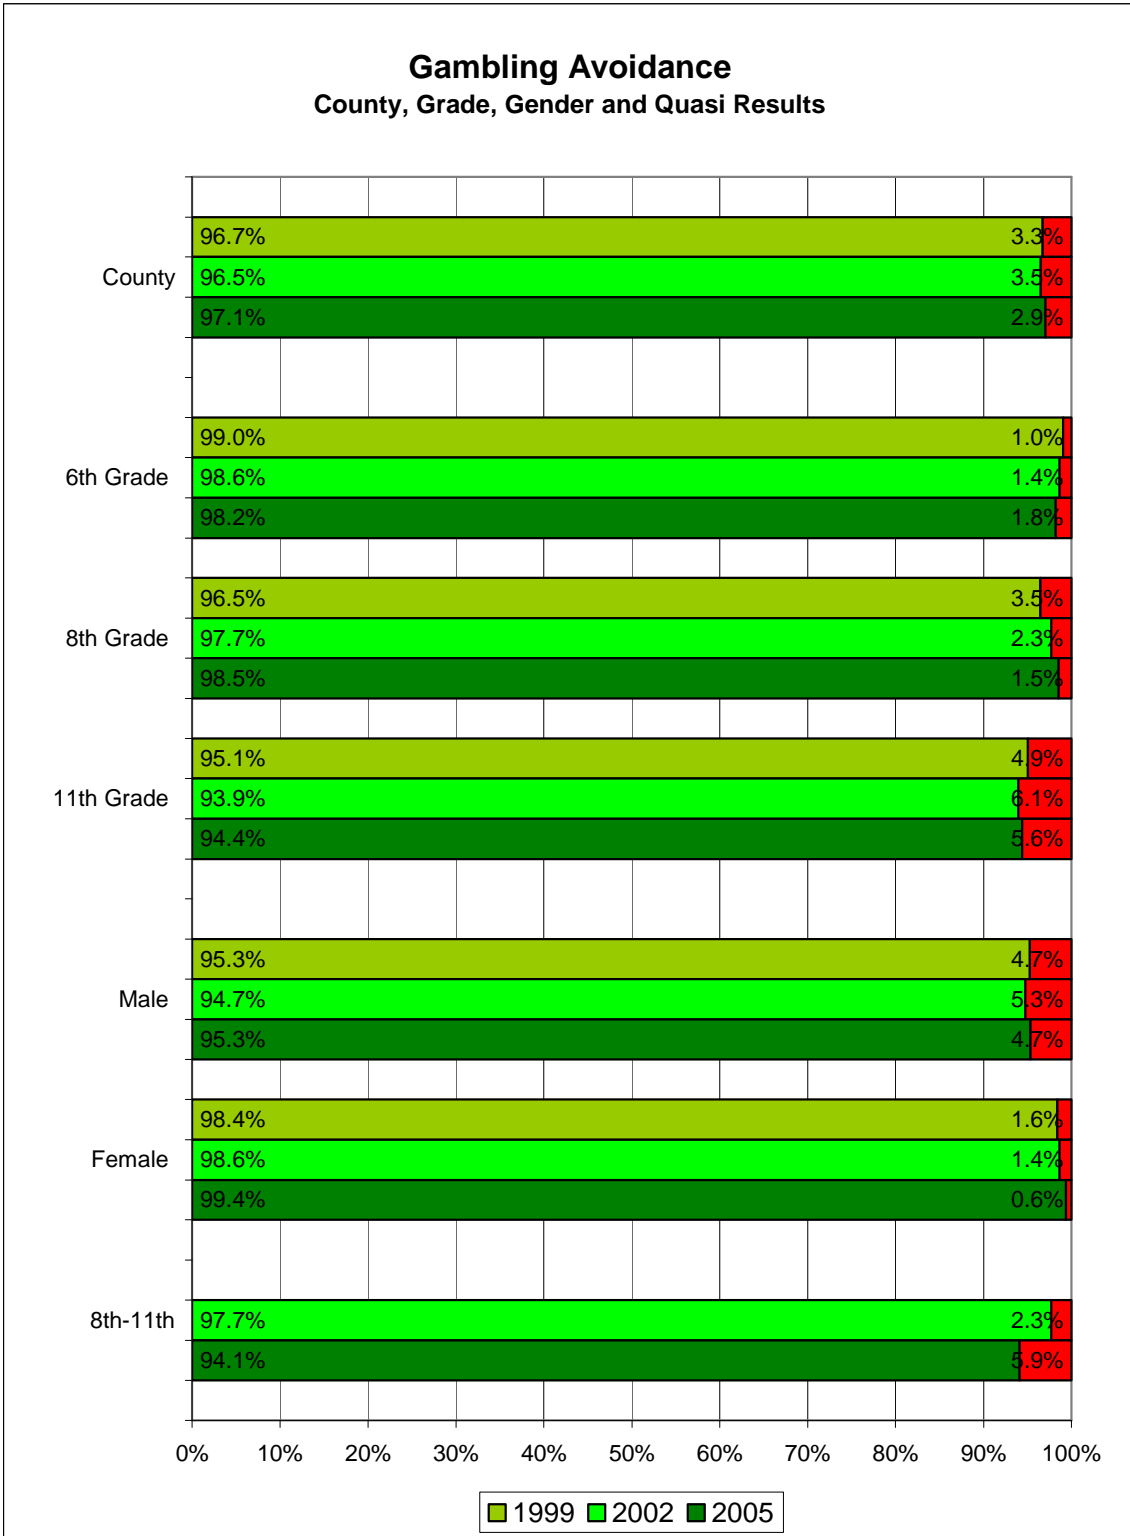 Gambling Avoidance
County, Grade, Gender and Quasi Results
96.7% 3.3%
County 96.5% 3.5%
97.1% 2.9%
99.0% 1.0%
6th Grade 98.6% 1.4%
98.2% 1.8%
96.5% 3.5%
8th Grade 97.7% 2.3%
98.5% 1.5%
95.1% 4.9%
11th Grade 93.9% 6.1%
94.4% 5.6%
95.3% 4.7%
Male 94.7% 5.3%
95.3% 4.7%
98.4% 1.6%
Female 98.6% 1.4%
99.4% 0.6%
8th-11th 97.7% 2.3%
94.1% 5.9%
0% 10% 20% 30% 40% 50% 60% 70% 80% 90% 100%
1999 2002 2005